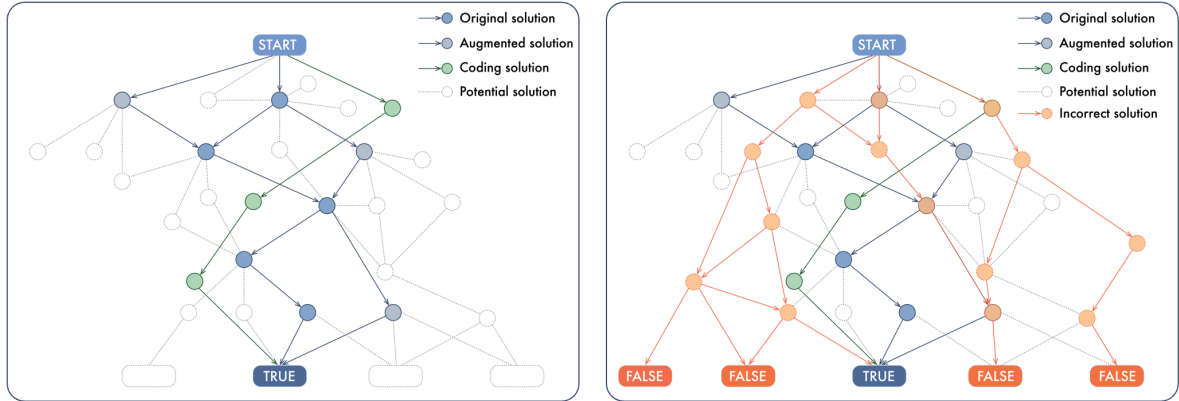 Original solution
Augmented solution
Coding solution
Potential solution
START
TRUE
Original solution
Augmented solution
Coding solution
Potential solution
Incorrect solution
START
FALSE
FALSE
TRUE
FALSE
FALSE